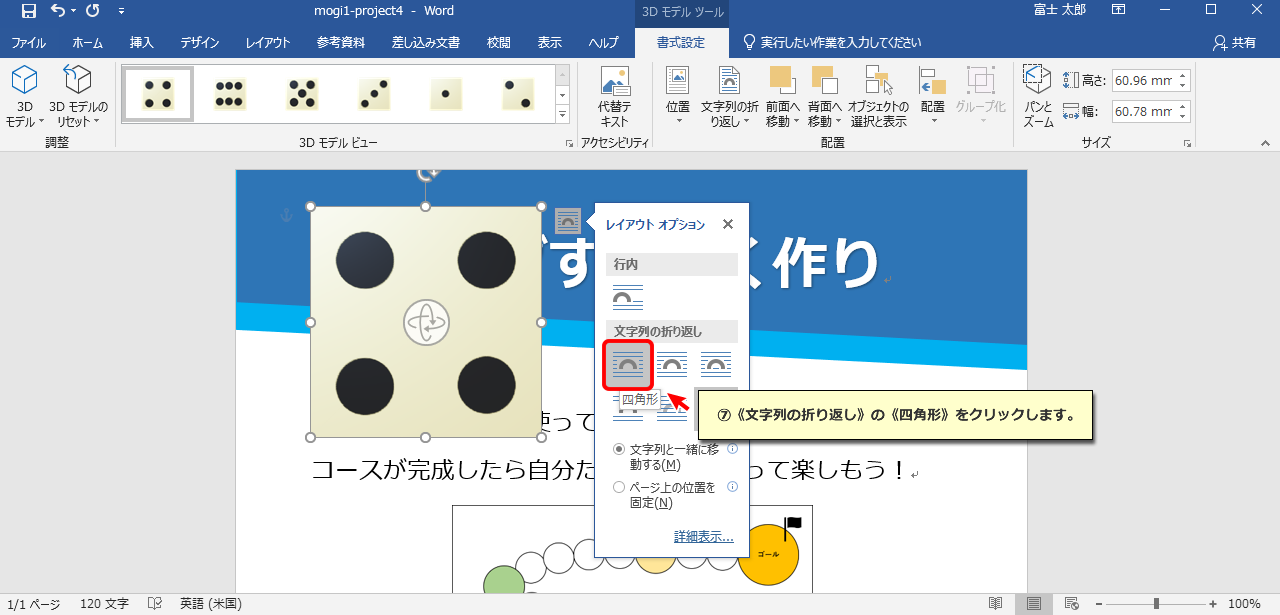 mogi1-project4 - Word
3D モデル ツール
富士 太郎
ファイル
ホーム
挿入
デザイン
レイアウト
参考資料
差し込み文書
校閲
表示
ヘルプ
書式設定
実行したい作業を入力してください
共有
3D
モデル
3D モデルの
リセット
代替テ
キスト
位置
文字列の折
り返し
前面へ
移動
背面へ
移動
オブジェクトの
選択と表示
配置
グループ化
パンと
ズーム
高さ:
60.96 mm
幅:
60.78 mm
調整
3D モデル ビュー
アクセシビリティ
配置
サイズ
レイアウト オプション
す
く作り
行内
文字列の折り返し
四角形
⑦《文字列の折り返し》の《四角形》をクリックします。
使って
文字列と一緒に移
動する(M)
コースが完成したら自分た
って楽しもう！
ページ上の位置を
固定(N)
詳細表示...
ゴール
1/1 ページ
120 文字
英語 (米国)
100%